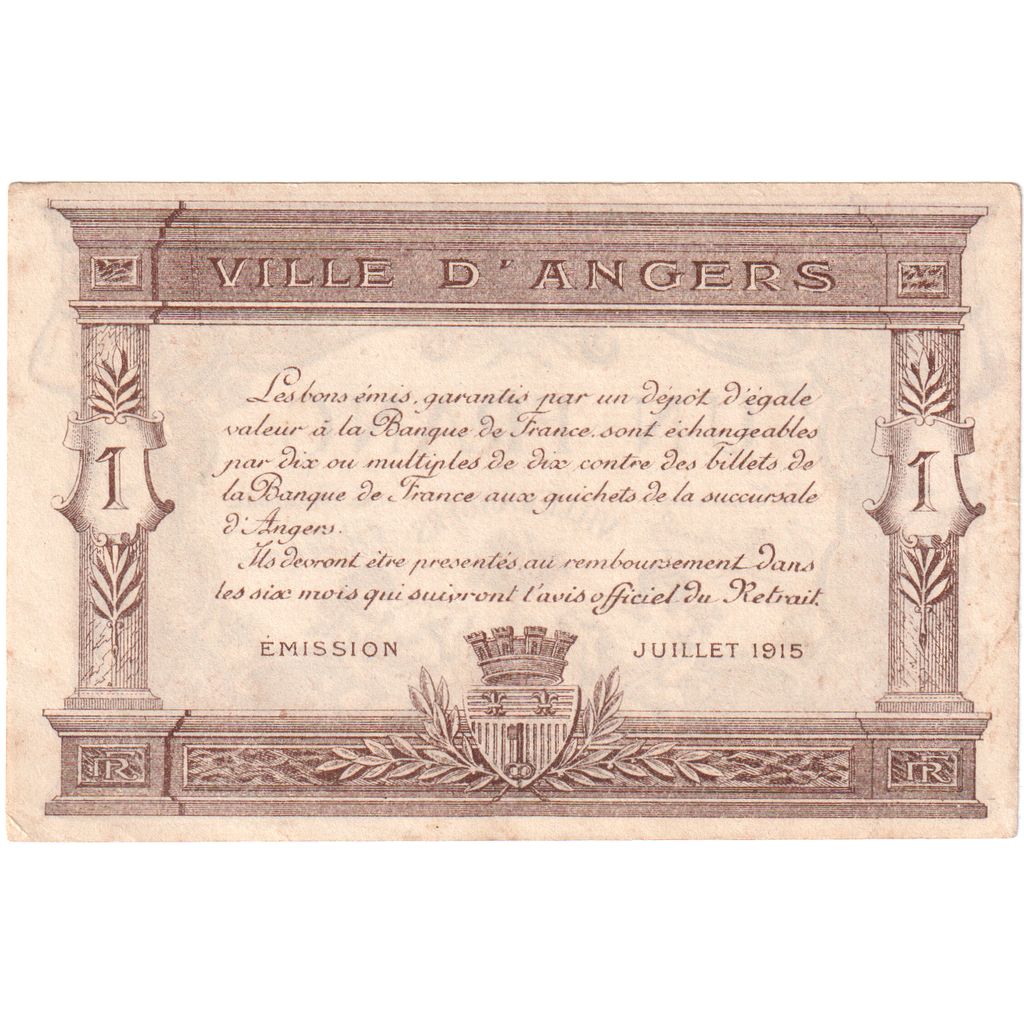 VILLE D'ANGERS
Les bons émis, garantis par un dépôt d'égale
valeur à la Banque de France, sont échangeables
par dix ou multiples de dix contre des billets de
la Banque de France aux guichets de la succursale
d'Angers.
Ils devront être presentés, au remboursement dans
les six mois qui suivront l'avis officiel du Retrait.
1
1
ÉMISSION JUILLET 1915